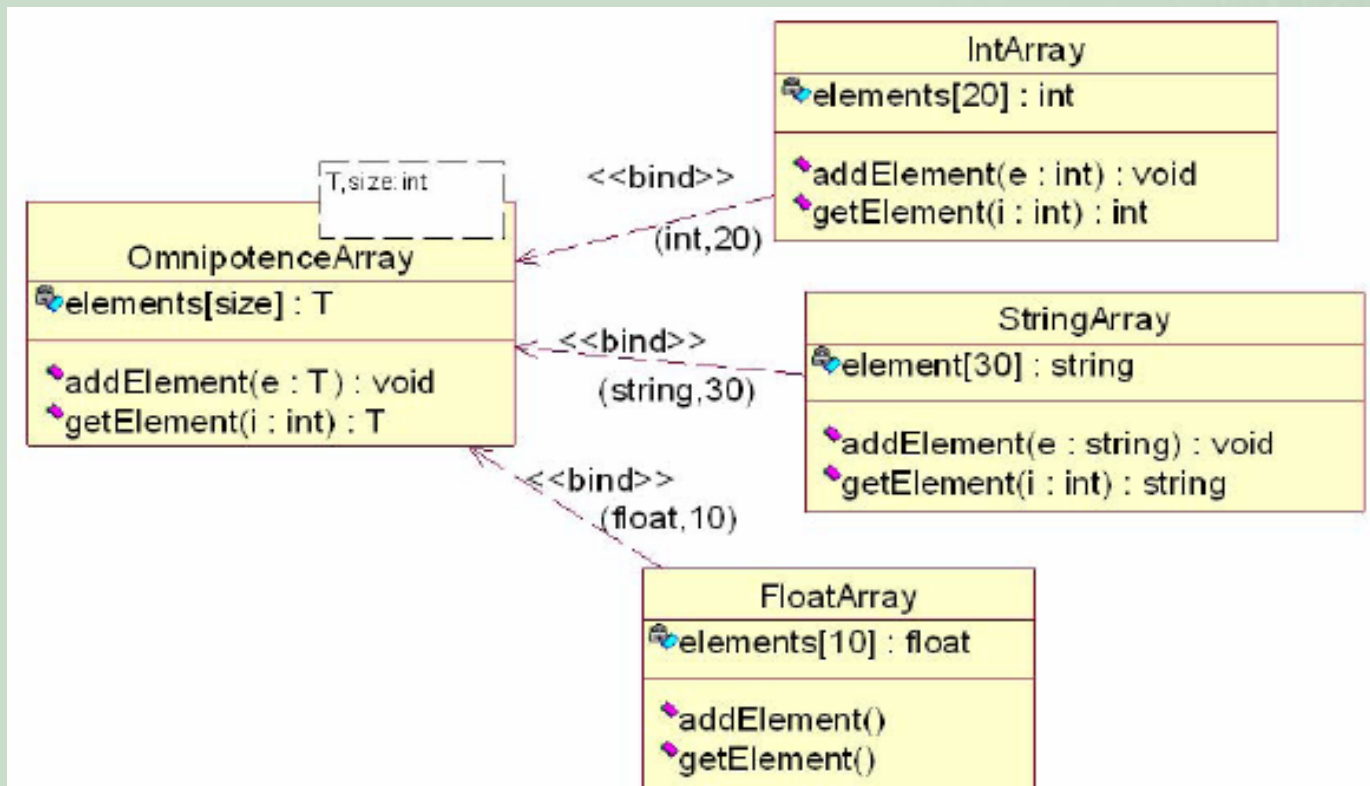 T,size:int
OmnipotenceArray
elements[size] : T
addElement(e : T) : void
getElement(i : int) : T
<<bind>>
(int,20)
IntArray
elements[20] : int
addElement(e : int) : void
getElement(i : int) : int
<<bind>>
(string,30)
StringArray
element[30] : string
addElement(e : string) : void
getElement(i : int) : string
<<bind>>
(float,10)
FloatArray
elements[10] : float
addElement()
getElement()